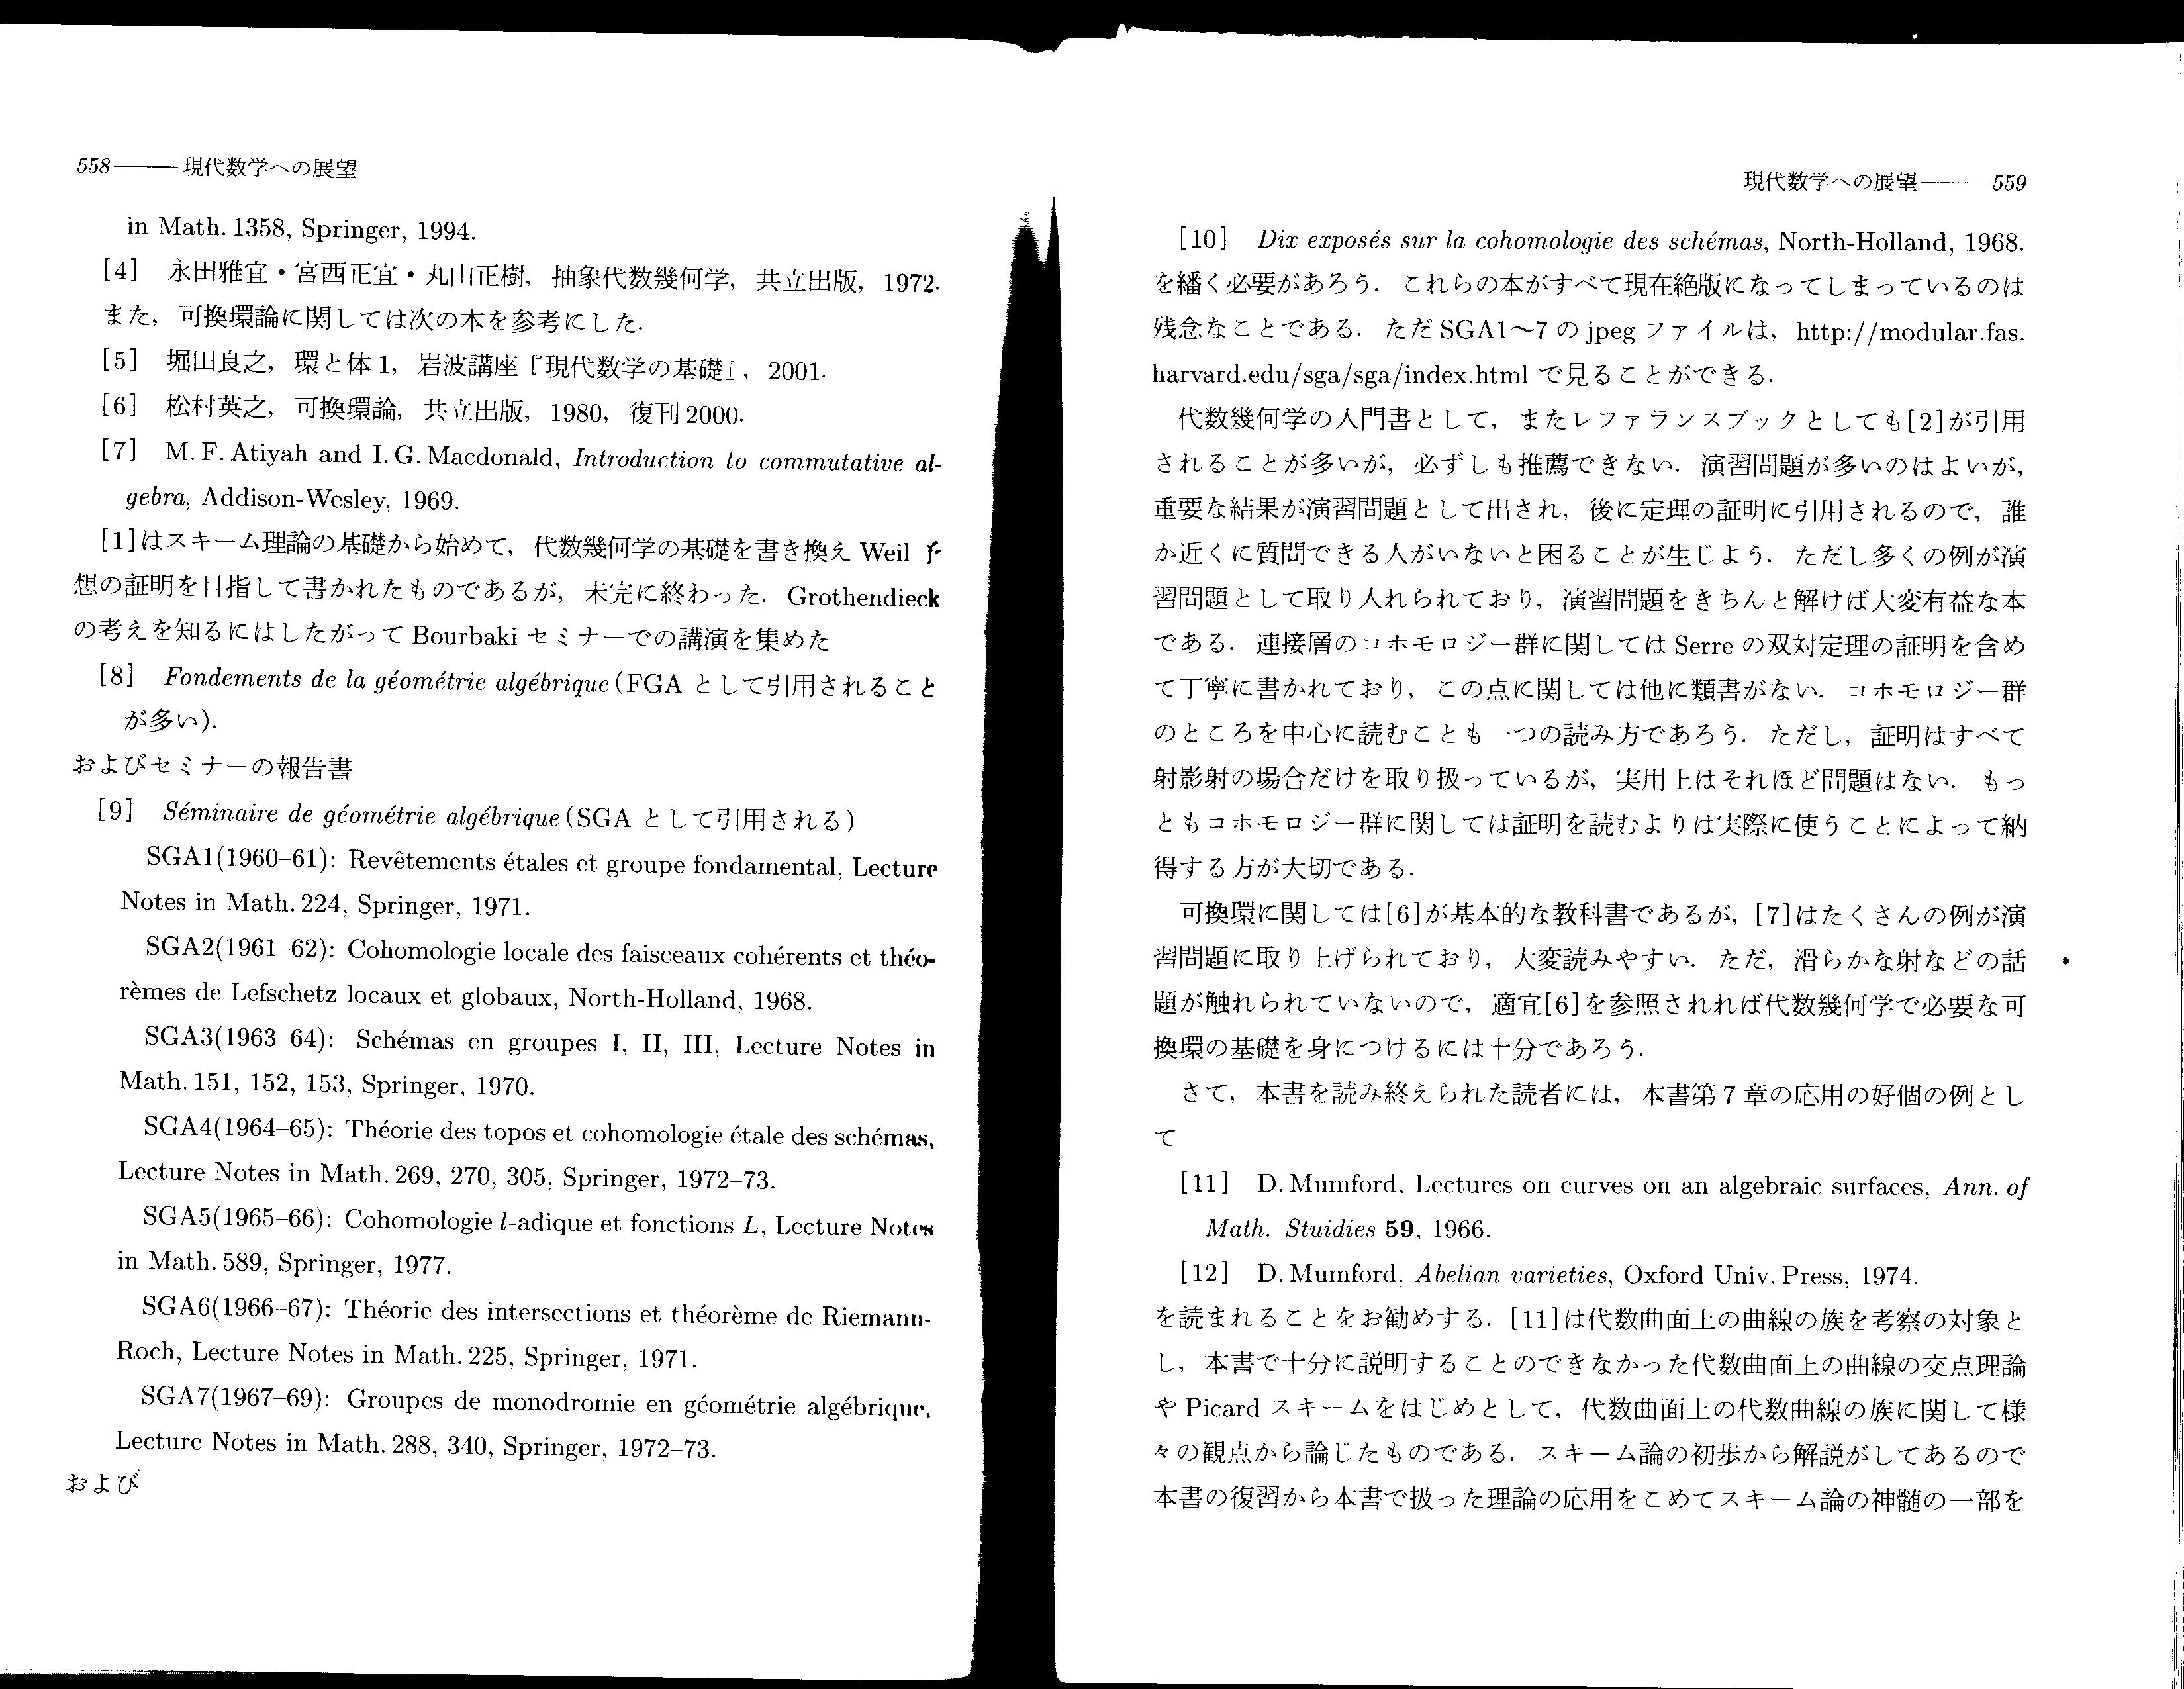 558——現代数学への展望
in Math. 1358, Springer, 1994.
[4] 永田雅宜・宮西正宜・丸山正樹, 抽象代数幾何学, 共立出版, 1972.
また, 可換環論に関しては次の本を参考にした.
[5] 堀田良之, 環と体 1, 岩波講座『現代数学の基礎』, 2001.
[6] 松村英之, 可換環論, 共立出版, 1980, 復刊 2000.
[7] M. F. Atiyah and I. G. Macdonald, Introduction to commutative al-
gebra, Addison-Wesley, 1969.
[1]はスキーム理論の基礎から始めて, 代数幾何学の基礎を書き換え Weil
想の証明を目指して書かれたものであるが, 未完に終わった. Grothendieck
の考えを知るにはしたがって Bourbaki セミナーでの講演を集めた
[8] Fondements de la géométrie algébrique (FGA として引用されること
が多い).
およびセミナーの報告書
[9] Séminaire de géométrie algébrique (SGA として引用される)
SGA1(1960–61): Revêtements étales et groupe fondamental, Lecture
Notes in Math. 224, Springer, 1971.
SGA2(1961–62): Cohomologie locale des faisceaux cohérents et théo-
rèmes de Lefschetz locaux et globaux, North-Holland, 1968.
SGA3(1963–64): Schémas en groupes I, II, III, Lecture Notes in
Math. 151, 152, 153, Springer, 1970.
SGA4(1964–65): Théorie des topos et cohomologie étale des schémas,
Lecture Notes in Math. 269, 270, 305, Springer, 1972–73.
SGA5(1965–66): Cohomologie l-adique et fonctions L, Lecture Notes
in Math. 589, Springer, 1977.
SGA6(1966–67): Théorie des intersections et théorème de Riemann-
Roch, Lecture Notes in Math. 225, Springer, 1971.
SGA7(1967–69): Groupes de monodromie en géométrie algébrique,
Lecture Notes in Math. 288, 340, Springer, 1972–73.
および
現代数学への展望——559
[10] Dix exposés sur la cohomologie des schémas, North-Holland, 1968.
を繙く必要があろう. これらの本がすべて現在絶版になってしまっているのは
残念なことである. ただ SGA1〜7 の jpeg ファイルは, http://modular.fas.
harvard.edu/sga/sga/index.html で見ることができる.
代数幾何学の入門書として, またレファランスブックとしても[2]が引用
されることが多いが, 必ずしも推薦できない. 演習問題が多いのはよいが,
重要な結果が演習問題として出され, 後に定理の証明に引用されるので, 誰
か近くに質問できる人がいないと困ることが生じよう. ただし多くの例が演
習問題として取り入れられており, 演習問題をきちんと解けば大変有益な本
である. 連接層のコホモロジー群に関しては Serre の双対定理の証明を含め
て丁寧に書かれており, この点に関しては他に類書がない. コホモロジー群
のところを中心に読むことも一つの読み方であろう. ただし, 証明はすべて
射影射の場合だけを取り扱っているが, 実用上はそれほど問題はない. もっ
ともコホモロジー群に関しては証明を読むよりは実際に使うことによって納
得する方が大切である.
可換環に関しては[6]が基本的な教科書であるが, [7]はたくさんの例が演
習問題に取り上げられており, 大変読みやすい. ただ, 滑らかな射などの話
題が触れられていないので, 適宜[6]を参照されれば代数幾何学で必要な可
換環の基礎を身につけるには十分であろう.
さて, 本書を読み終えられた読者には, 本書第 7 章の応用の好個の例とし
て
[11] D. Mumford, Lectures on curves on an algebraic surfaces, Ann. of
Math. Stuidies 59, 1966.
[12] D. Mumford, Abelian varieties, Oxford Univ. Press, 1974.
を読まれることをお勧めする. [11]は代数曲面上の曲線の族を考察の対象と
し, 本書で十分に説明することのできなかった代数曲面上の曲線の交点理論
や Picard スキームをはじめとして, 代数曲面上の代数曲線の族に関して様
々の観点から論じたものである. スキーム論の初歩から解説がしてあるので
本書の復習から本書で扱った理論の応用をこめてスキーム論の神髄の一部を